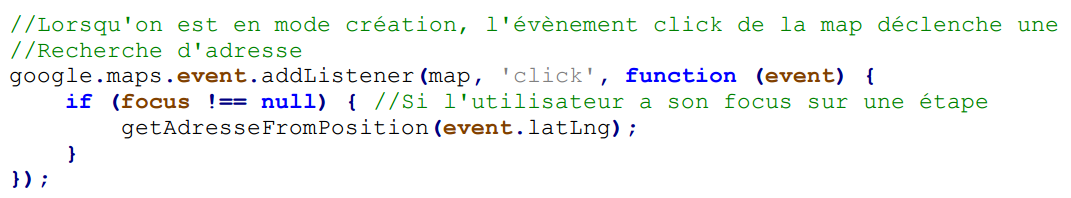 //Lorsqu'on est en mode création, l'évènement click de la map déclenche une
//Recherche d'adresse
google.maps.event.addListener(map, 'click', function (event) {
    if (focus !== null) { //Si l'utilisateur a son focus sur une étape
        getAdresseFromPosition(event.latLng);
    }
});